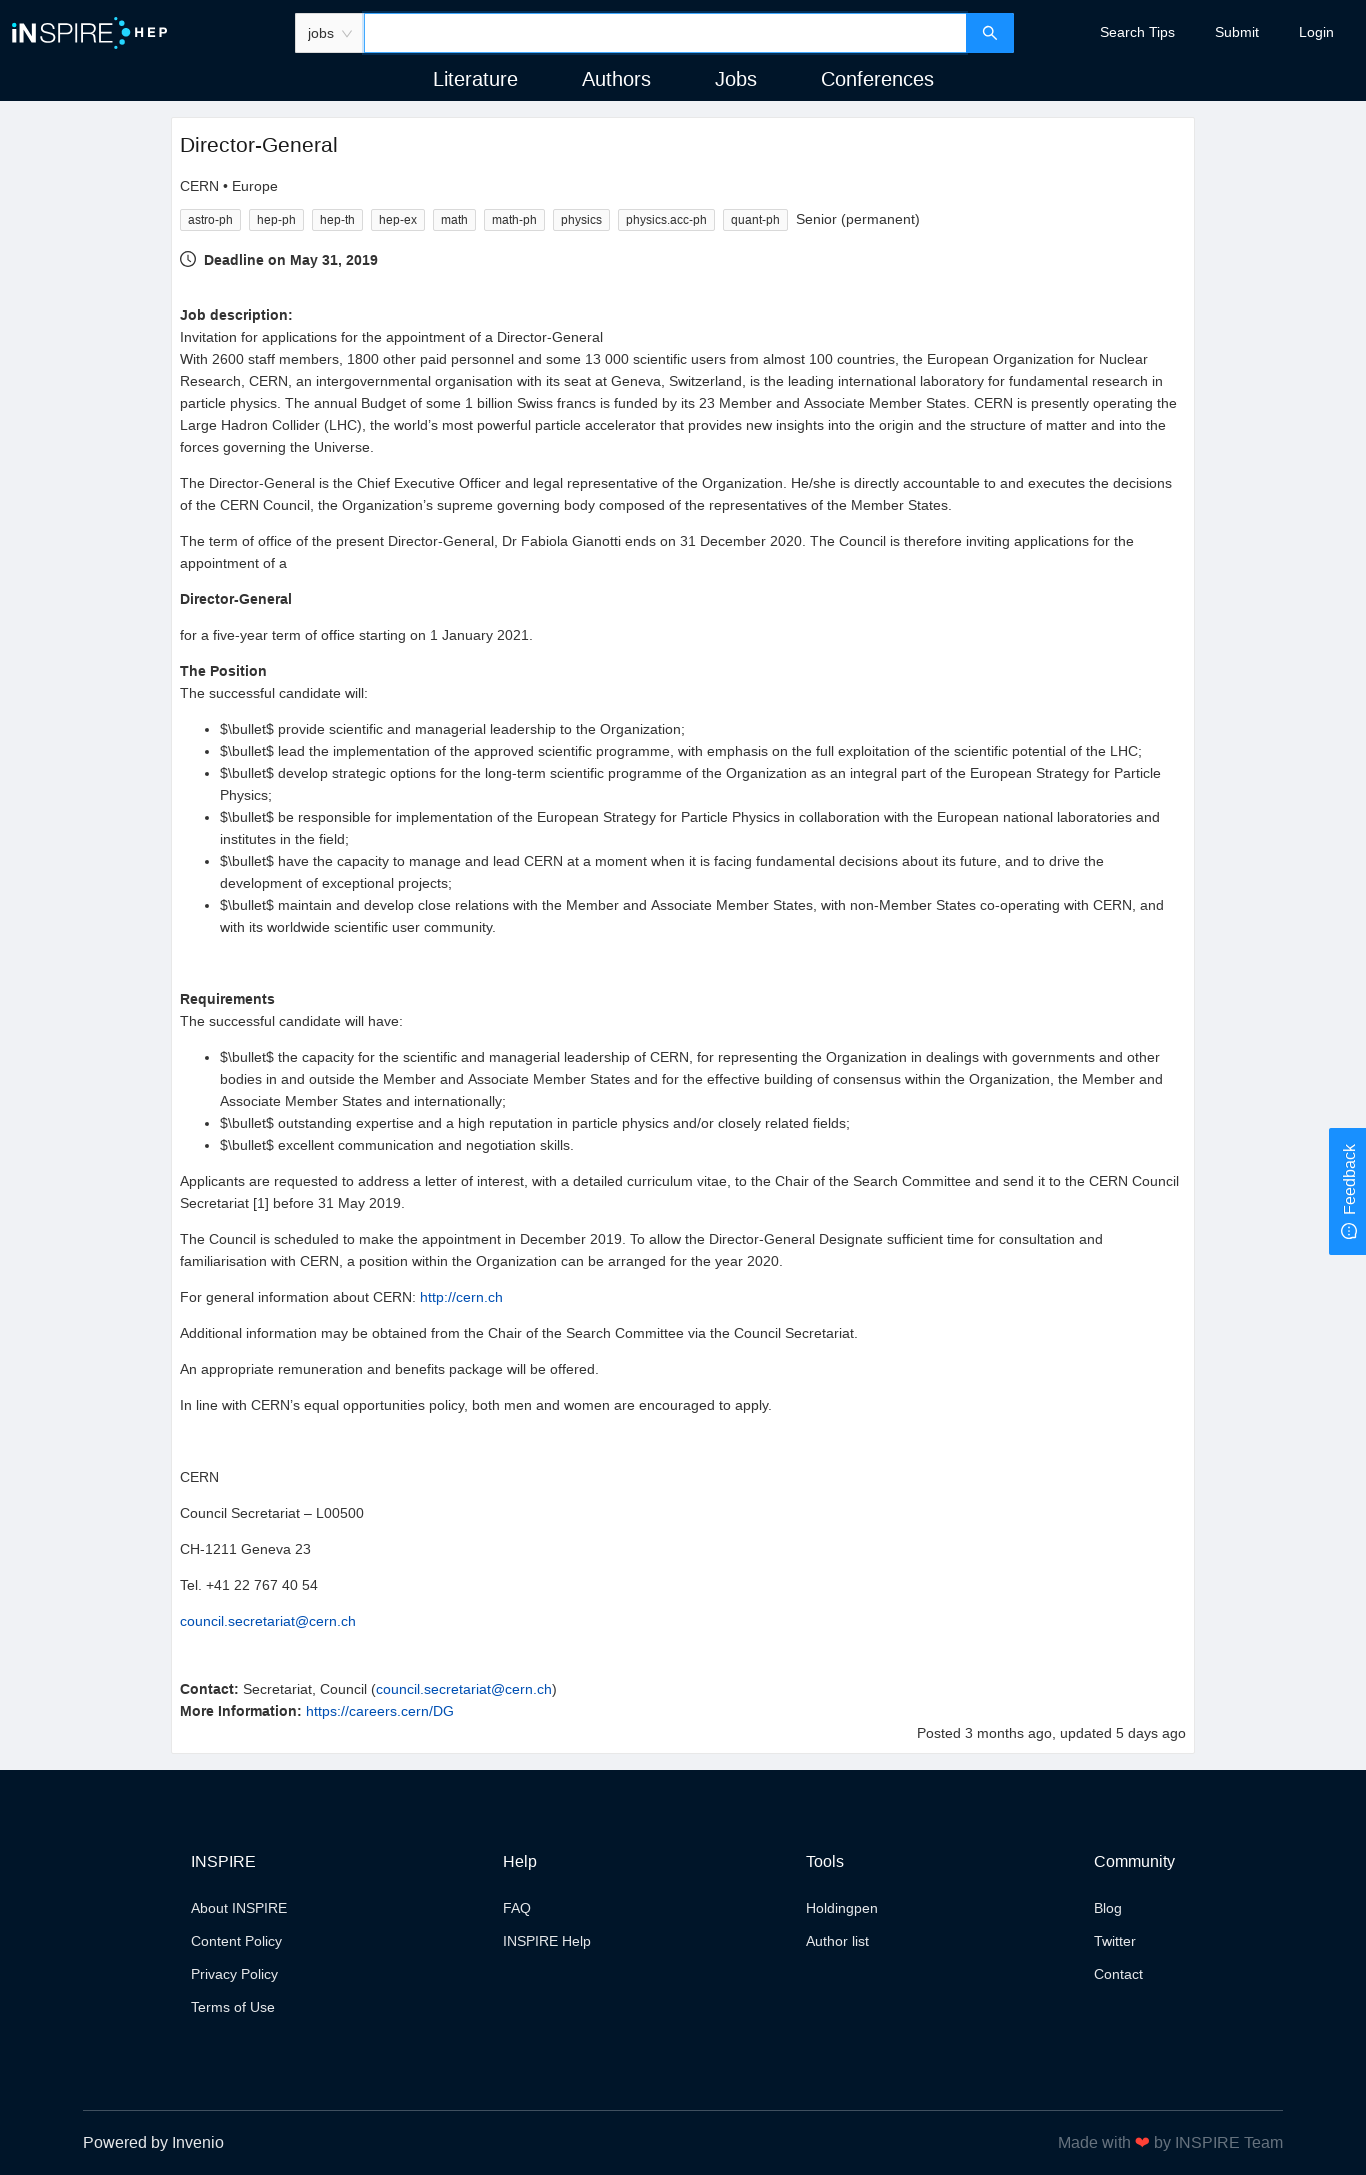 iNSPIRE HEP
jobs
Search Tips
Submit
Login
Literature
Authors
Jobs
Conferences
Director-General
CERN • Europe
astro-ph hep-ph hep-th hep-ex math math-ph physics physics.acc-ph quant-ph Senior (permanent)
Deadline on May 31, 2019
Job description:
Invitation for applications for the appointment of a Director-General
With 2600 staff members, 1800 other paid personnel and some 13 000 scientific users from almost 100 countries, the European Organization for Nuclear
Research, CERN, an intergovernmental organisation with its seat at Geneva, Switzerland, is the leading international laboratory for fundamental research in
particle physics. The annual Budget of some 1 billion Swiss francs is funded by its 23 Member and Associate Member States. CERN is presently operating the
Large Hadron Collider (LHC), the world’s most powerful particle accelerator that provides new insights into the origin and the structure of matter and into the
forces governing the Universe.
The Director-General is the Chief Executive Officer and legal representative of the Organization. He/she is directly accountable to and executes the decisions
of the CERN Council, the Organization’s supreme governing body composed of the representatives of the Member States.
The term of office of the present Director-General, Dr Fabiola Gianotti ends on 31 December 2020. The Council is therefore inviting applications for the
appointment of a
Director-General
for a five-year term of office starting on 1 January 2021.
The Position
The successful candidate will:
• $\bullet$ provide scientific and managerial leadership to the Organization;
• $\bullet$ lead the implementation of the approved scientific programme, with emphasis on the full exploitation of the scientific potential of the LHC;
• $\bullet$ develop strategic options for the long-term scientific programme of the Organization as an integral part of the European Strategy for Particle
Physics;
• $\bullet$ be responsible for implementation of the European Strategy for Particle Physics in collaboration with the European national laboratories and
institutes in the field;
• $\bullet$ have the capacity to manage and lead CERN at a moment when it is facing fundamental decisions about its future, and to drive the
development of exceptional projects;
• $\bullet$ maintain and develop close relations with the Member and Associate Member States, with non-Member States co-operating with CERN, and
with its worldwide scientific user community.
Requirements
The successful candidate will have:
• $\bullet$ the capacity for the scientific and managerial leadership of CERN, for representing the Organization in dealings with governments and other
bodies in and outside the Member and Associate Member States and for the effective building of consensus within the Organization, the Member and
Associate Member States and internationally;
• $\bullet$ outstanding expertise and a high reputation in particle physics and/or closely related fields;
• $\bullet$ excellent communication and negotiation skills.
Applicants are requested to address a letter of interest, with a detailed curriculum vitae, to the Chair of the Search Committee and send it to the CERN Council
Secretariat [1] before 31 May 2019.
The Council is scheduled to make the appointment in December 2019. To allow the Director-General Designate sufficient time for consultation and
familiarisation with CERN, a position within the Organization can be arranged for the year 2020.
For general information about CERN: http://cern.ch
Additional information may be obtained from the Chair of the Search Committee via the Council Secretariat.
An appropriate remuneration and benefits package will be offered.
In line with CERN’s equal opportunities policy, both men and women are encouraged to apply.
CERN
Council Secretariat – L00500
CH-1211 Geneva 23
Tel. +41 22 767 40 54
council.secretariat@cern.ch
Contact: Secretariat, Council (council.secretariat@cern.ch)
More Information: https://careers.cern/DG
Posted 3 months ago, updated 5 days ago
Feedback
INSPIRE
About INSPIRE
Content Policy
Privacy Policy
Terms of Use
Help
FAQ
INSPIRE Help
Tools
Holdingpen
Author list
Community
Blog
Twitter
Contact
Powered by Invenio
Made with ❤ by INSPIRE Team